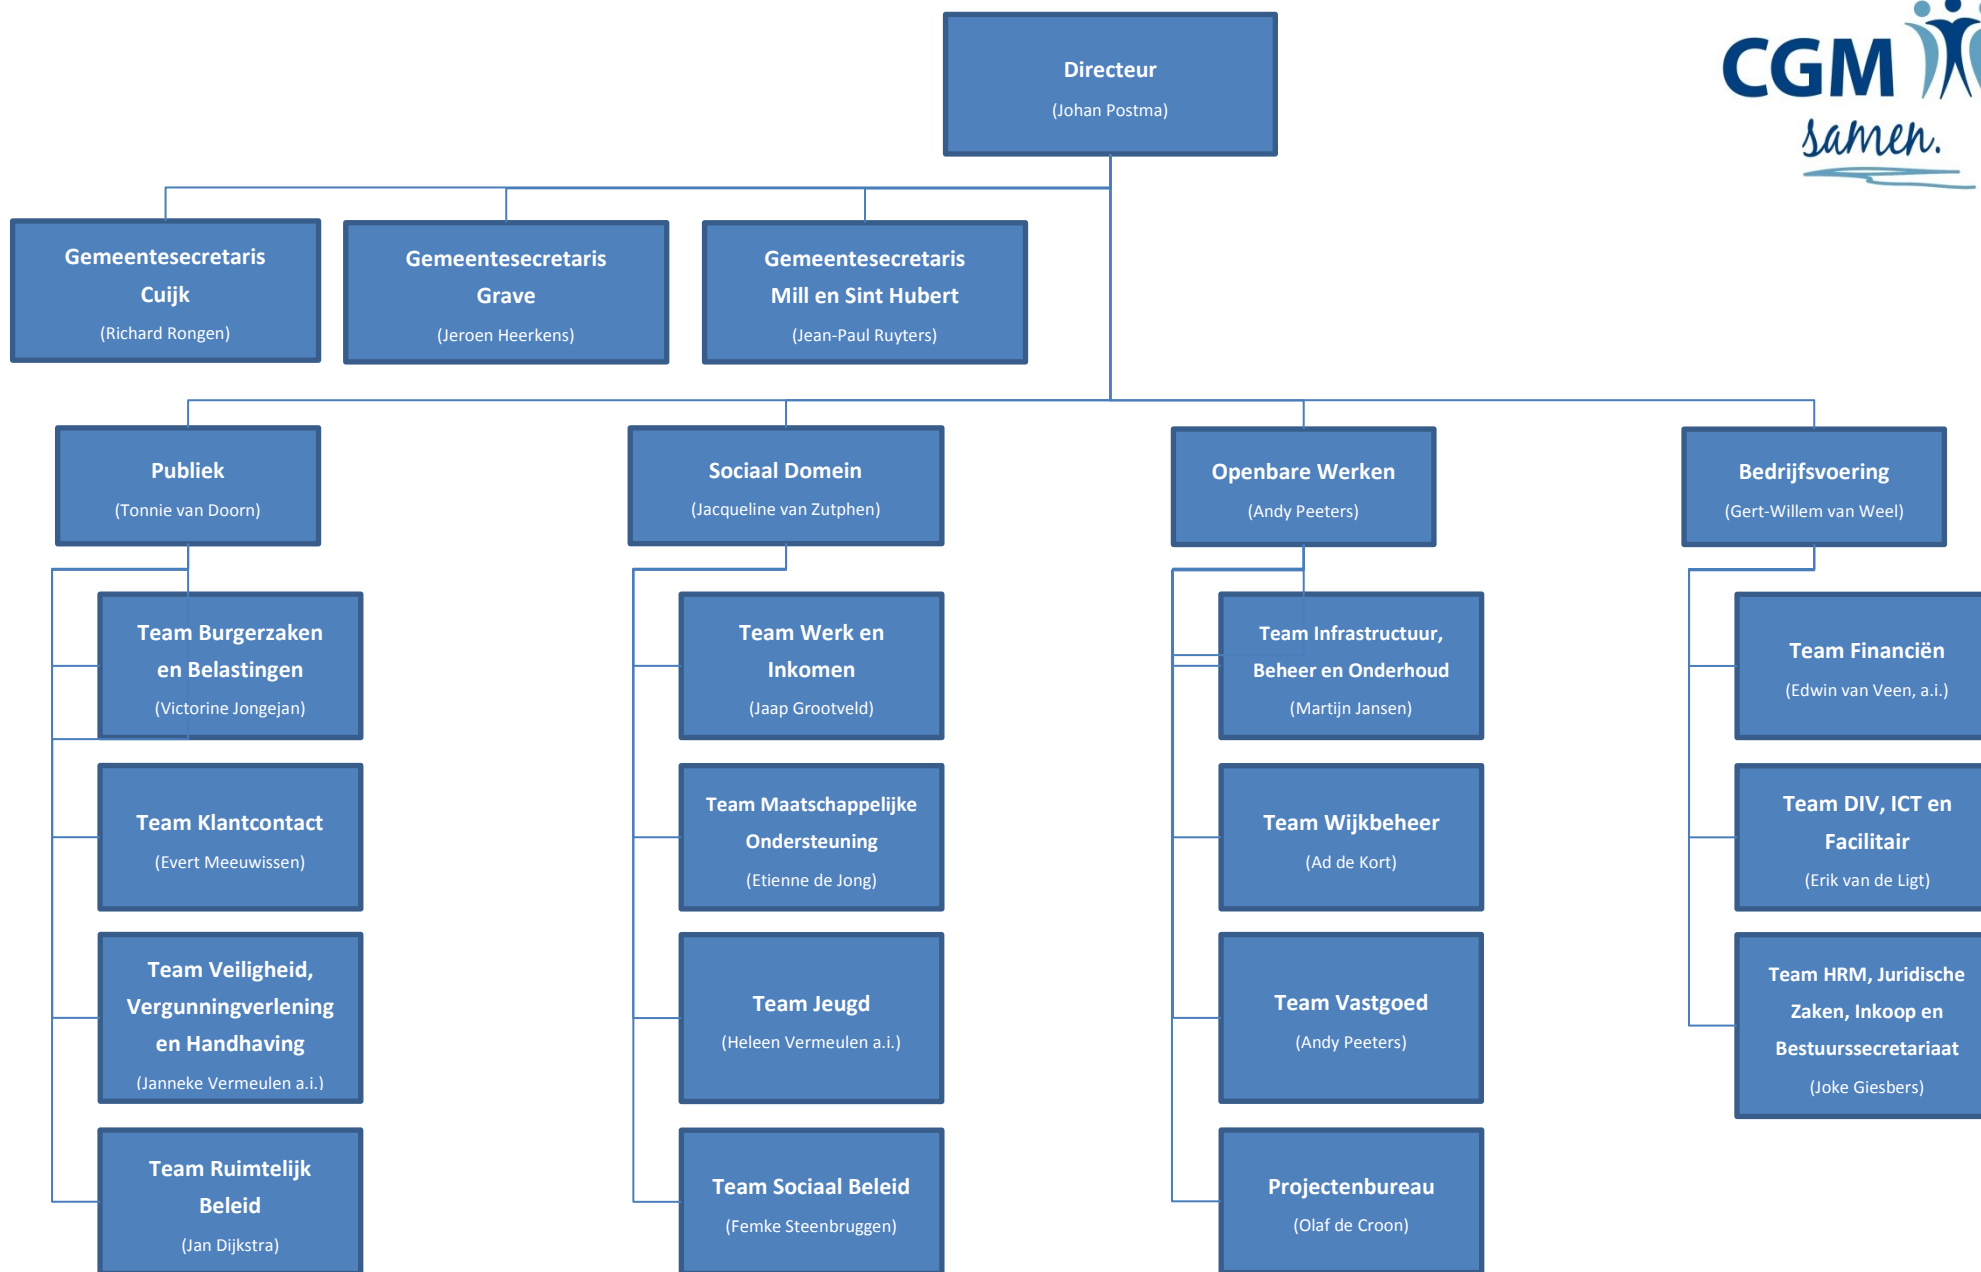 CGM
samen.
Directeur
(Johan Postma)
Gemeentesecretaris
Cuijk
(Richard Rongen)
Gemeentesecretaris
Grave
(Jeroen Heerkens)
Gemeentesecretaris
Mill en Sint Hubert
(Jean-Paul Ruyters)
Publiek
(Tonnie van Doorn)
Sociaal Domein
(Jacqueline van Zutphen)
Openbare Werken
(Andy Peeters)
Bedrijfsvoering
(Gert-Willem van Weel)
Team Burgerzaken
en Belastingen
(Victorine Jongejan)
Team Klantcontact
(Evert Meeuwissen)
Team Veiligheid,
Vergunningverlening
en Handhaving
(Janneke Vermeulen a.i.)
Team Ruimtelijk
Beleid
(Jan Dijkstra)
Team Werk en
Inkomen
(Jaap Grootveld)
Team Maatschappelijke
Ondersteuning
(Etienne de Jong)
Team Jeugd
(Heleen Vermeulen a.i.)
Team Sociaal Beleid
(Femke Steenbruggen)
Team Infrastructuur,
Beheer en Onderhoud
(Martijn Jansen)
Team Wijkbeheer
(Ad de Kort)
Team Vastgoed
(Andy Peeters)
Projectenbureau
(Olaf de Croon)
Team Financiën
(Edwin van Veen, a.i.)
Team DIV, ICT en
Facilitair
(Erik van de Ligt)
Team HRM, Juridische
Zaken, Inkoop en
Bestuurssecretariaat
(Joke Giesbers)